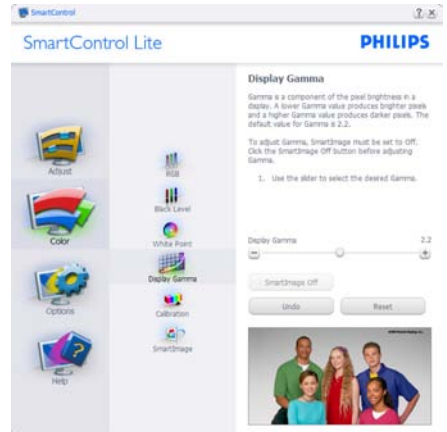 SmartControl
SmartControl Lite
PHILIPS
Adjust
Color
Options
Help
RGB
Black Level
White Point
Display Gamma
Calibration
SmartImage
Display Gamma
Gamma is a component of the pixel brightness in a
display. A lower Gamma value produces brighter pixels
and a higher Gamma value produces darker pixels. The
default value for Gamma is 2.2.
To adjust Gamma, SmartImage must be set to Off.
Click the SmartImage Off button before adjusting
Gamma.
1. Use the slider to select the desired Gamma.
Display Gamma 2.2
SmartImage Off
Undo Reset